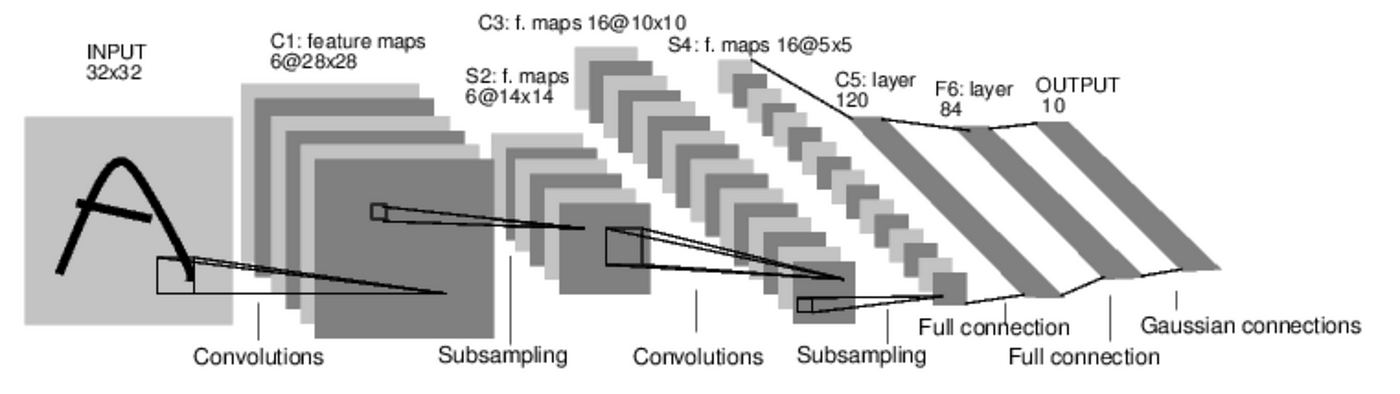 INPUT
32x32
C1: feature maps
6@28x28
S2: f. maps
6@14x14
C3: f. maps 16@10x10
S4: f. maps 16@5x5
C5: layer
120
F6: layer
84
OUTPUT
10
Convolutions
Subsampling
Convolutions
Subsampling
Full connection
Full connection
Gaussian connections